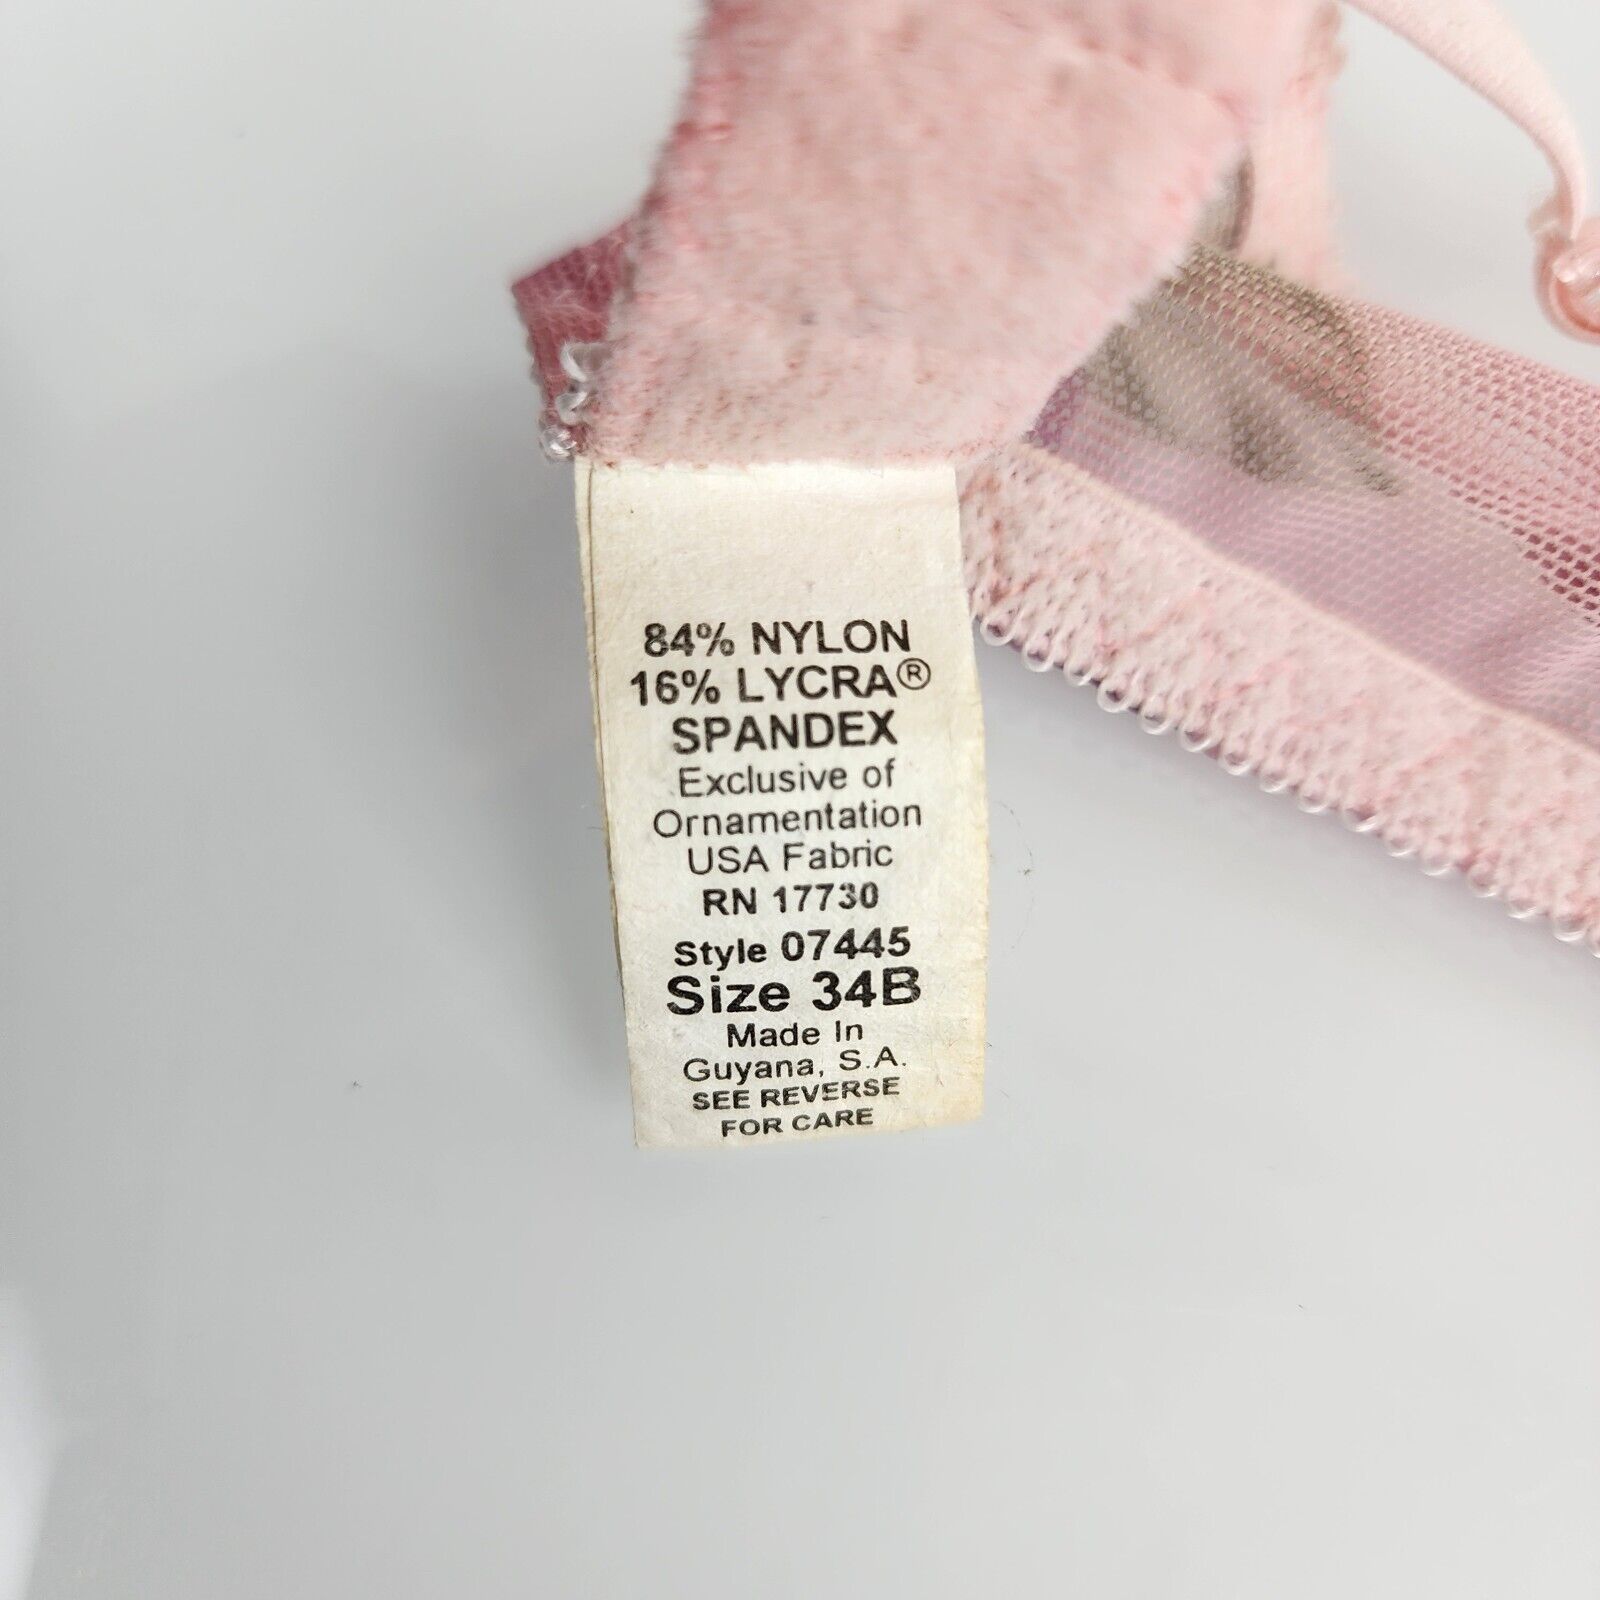 84% NYLON
16% LYCRA®
SPANDEX
Exclusive of
Ornamentation
USA Fabric
RN 17730
Style 07445
Size 34B
Made In
Guyana, S.A.
SEE REVERSE
FOR CARE